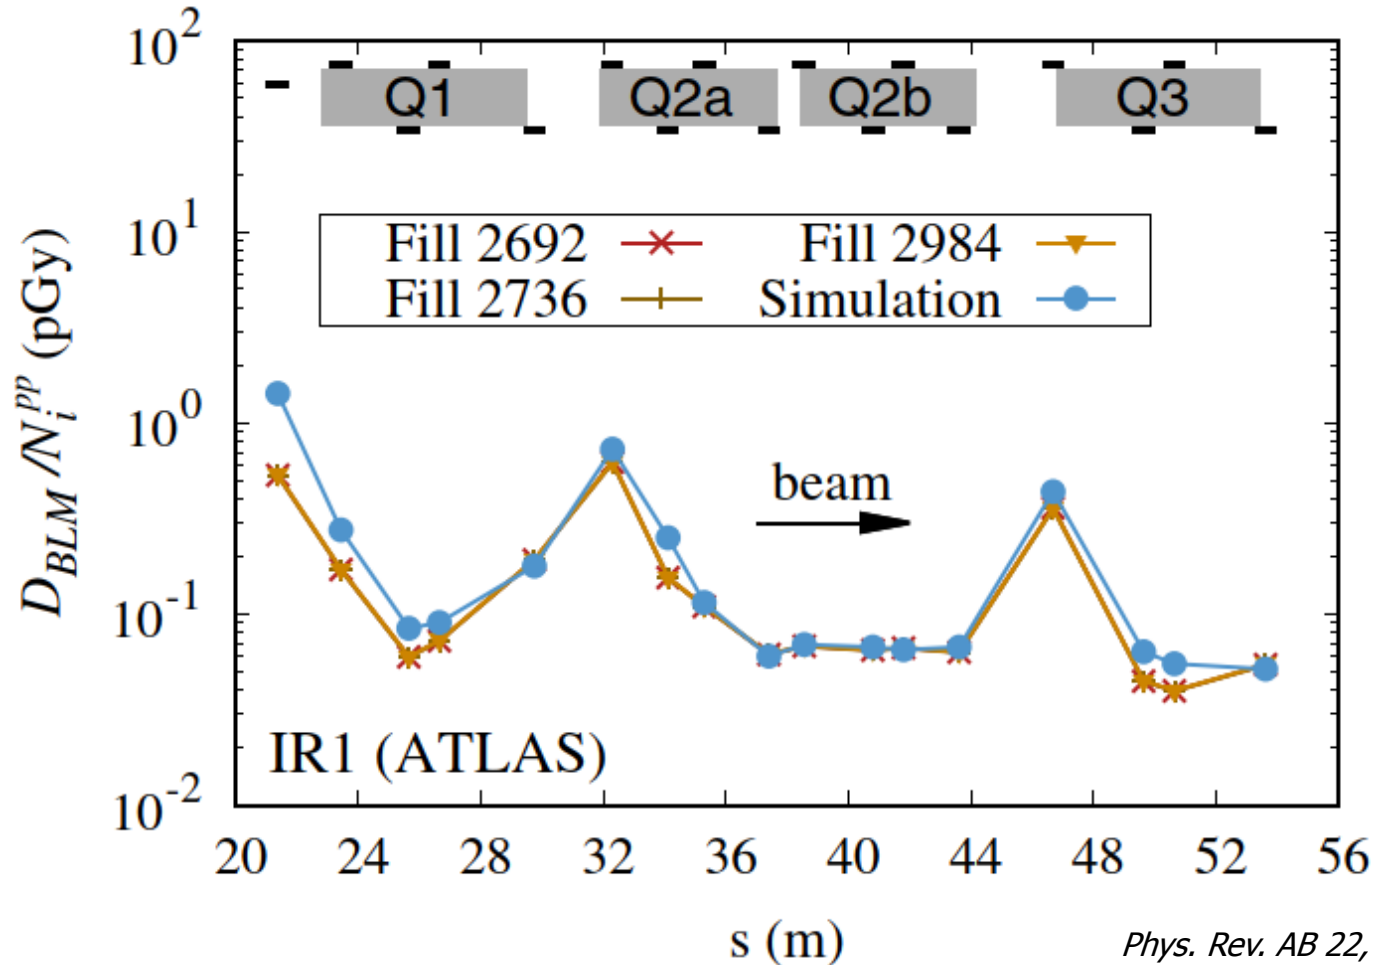 10^2
Q1 Q2a Q2b Q3
10^1
Fill 2692 Fill 2984
Fill 2736 Simulation
D_BLM/N_i^pp (pGy)
10^0
beam
10^-1
IR1 (ATLAS)
10^-2
20 24 28 32 36 40 44 48 52 56
s (m)
Phys. Rev. AB 22,